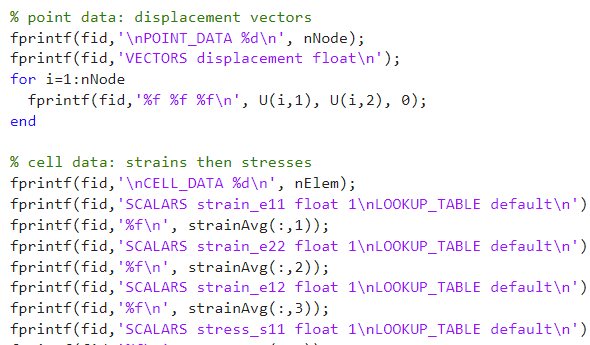 % point data: displacement vectors
fprintf(fid,'\nPOINT_DATA %d\n', nNode);
fprintf(fid,'VECTORS displacement float\n');
for i=1:nNode
  fprintf(fid,'%f %f %f\n', U(i,1), U(i,2), 0);
end

% cell data: strains then stresses
fprintf(fid,'\nCELL_DATA %d\n', nElem);
fprintf(fid,'SCALARS strain_e11 float 1\nLOOKUP_TABLE default\n')
fprintf(fid,'%f\n', strainAvg(:,1));
fprintf(fid,'SCALARS strain_e22 float 1\nLOOKUP_TABLE default\n')
fprintf(fid,'%f\n', strainAvg(:,2));
fprintf(fid,'SCALARS strain_e12 float 1\nLOOKUP_TABLE default\n')
fprintf(fid,'%f\n', strainAvg(:,3));
fprintf(fid,'SCALARS stress_s11 float 1\nLOOKUP_TABLE default\n')